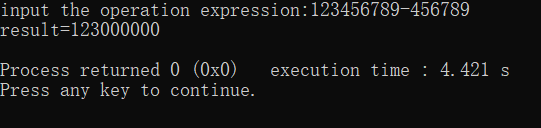 input the operation expression:123456789-456789
result=123000000
Process returned 0 (0x0)   execution time : 4.421 s
Press any key to continue.